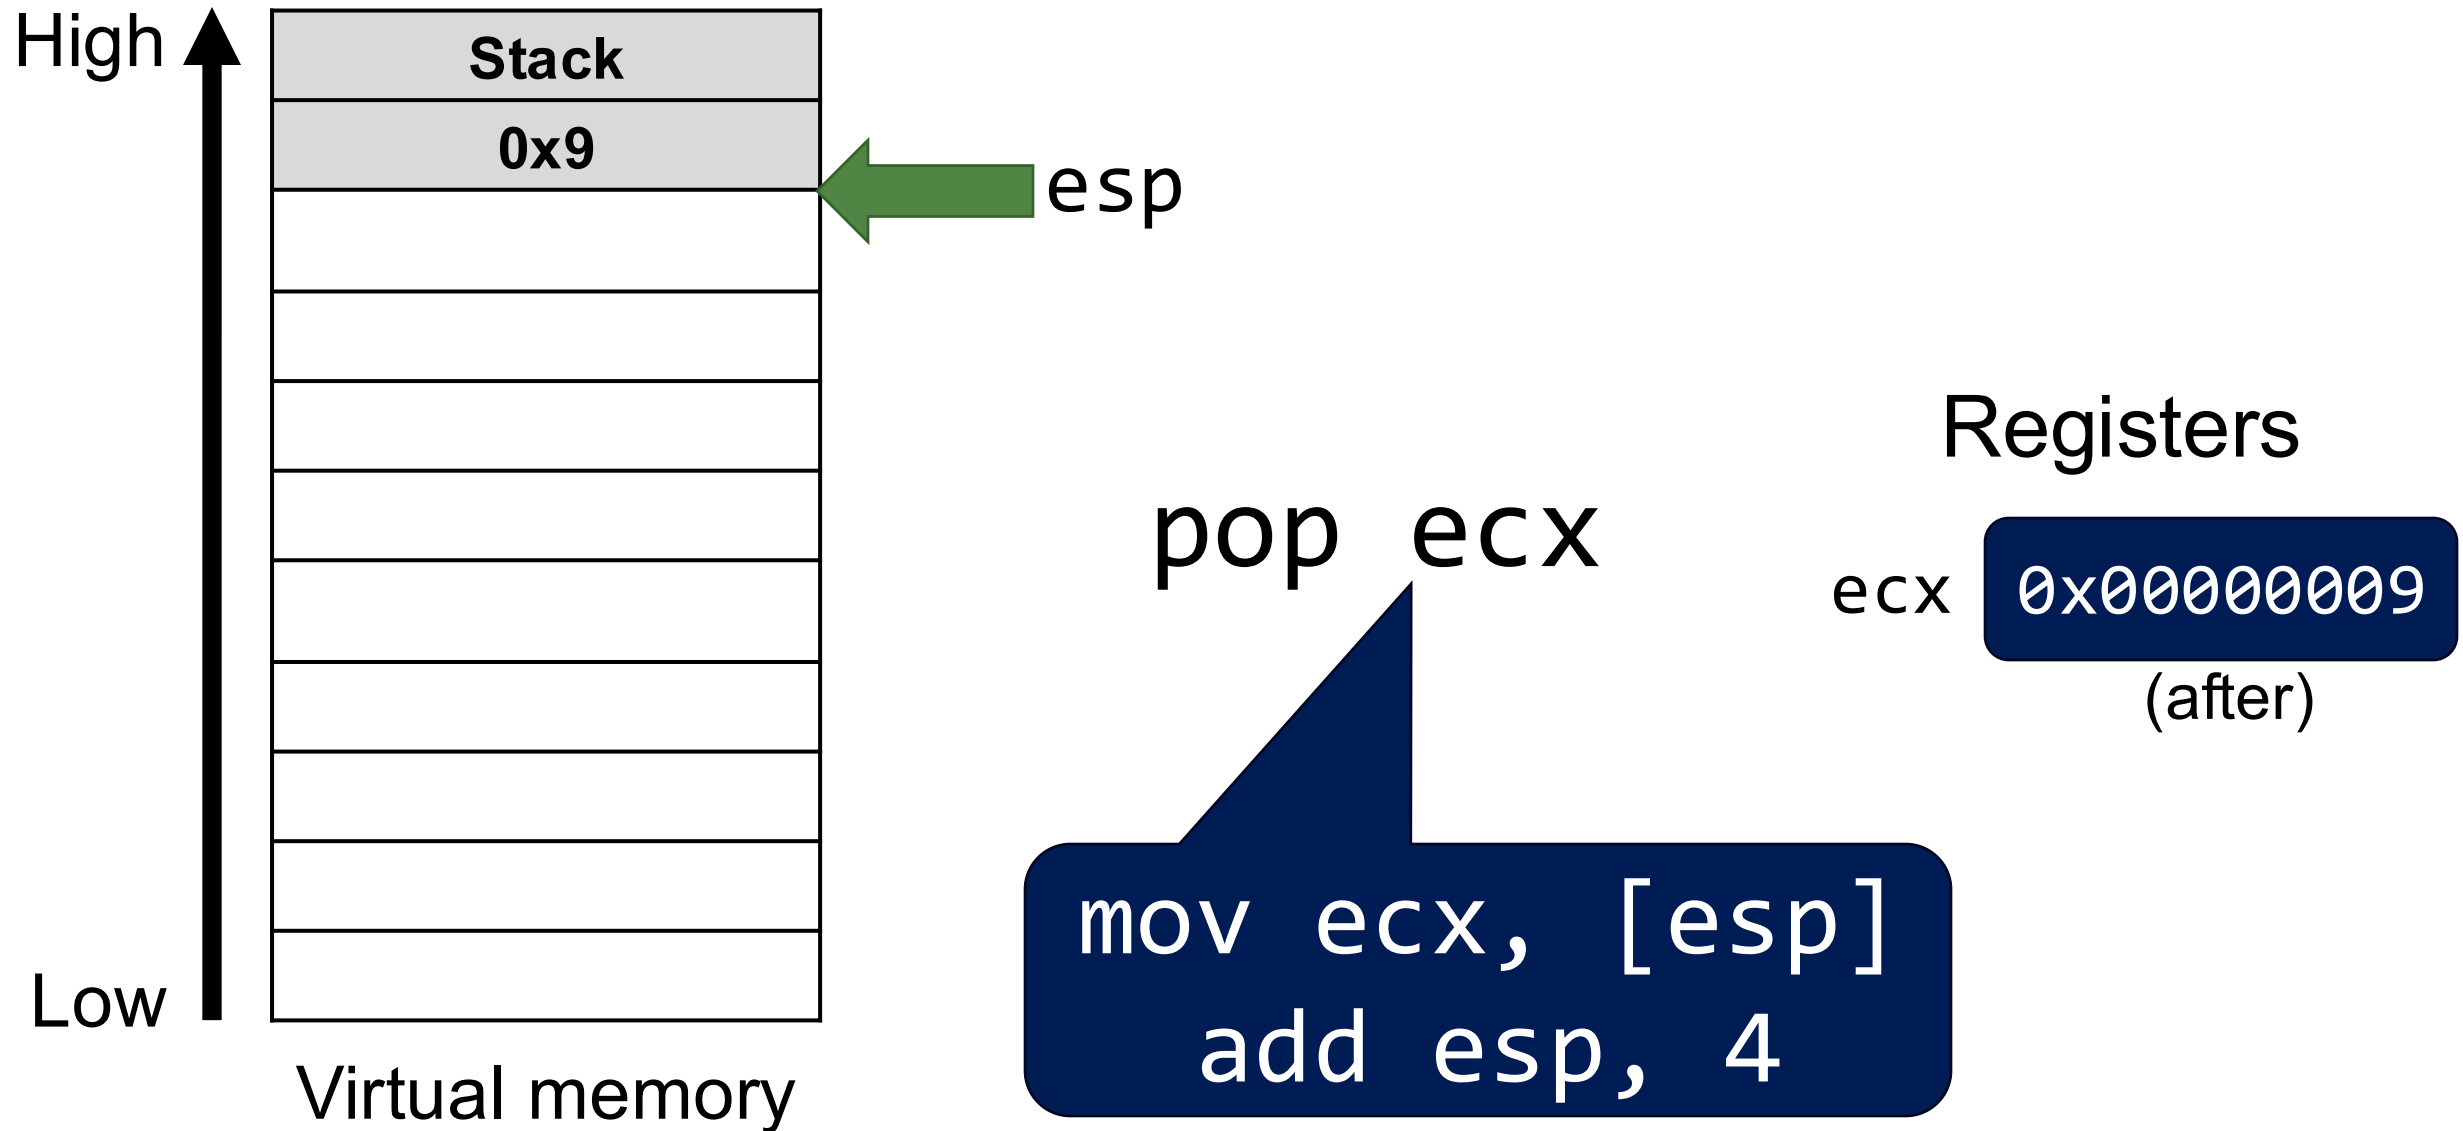 High
Stack
0x9
esp
Registers
pop ecx
ecx 0x00000009
(after)
mov ecx, [esp]
add esp, 4
Low
Virtual memory